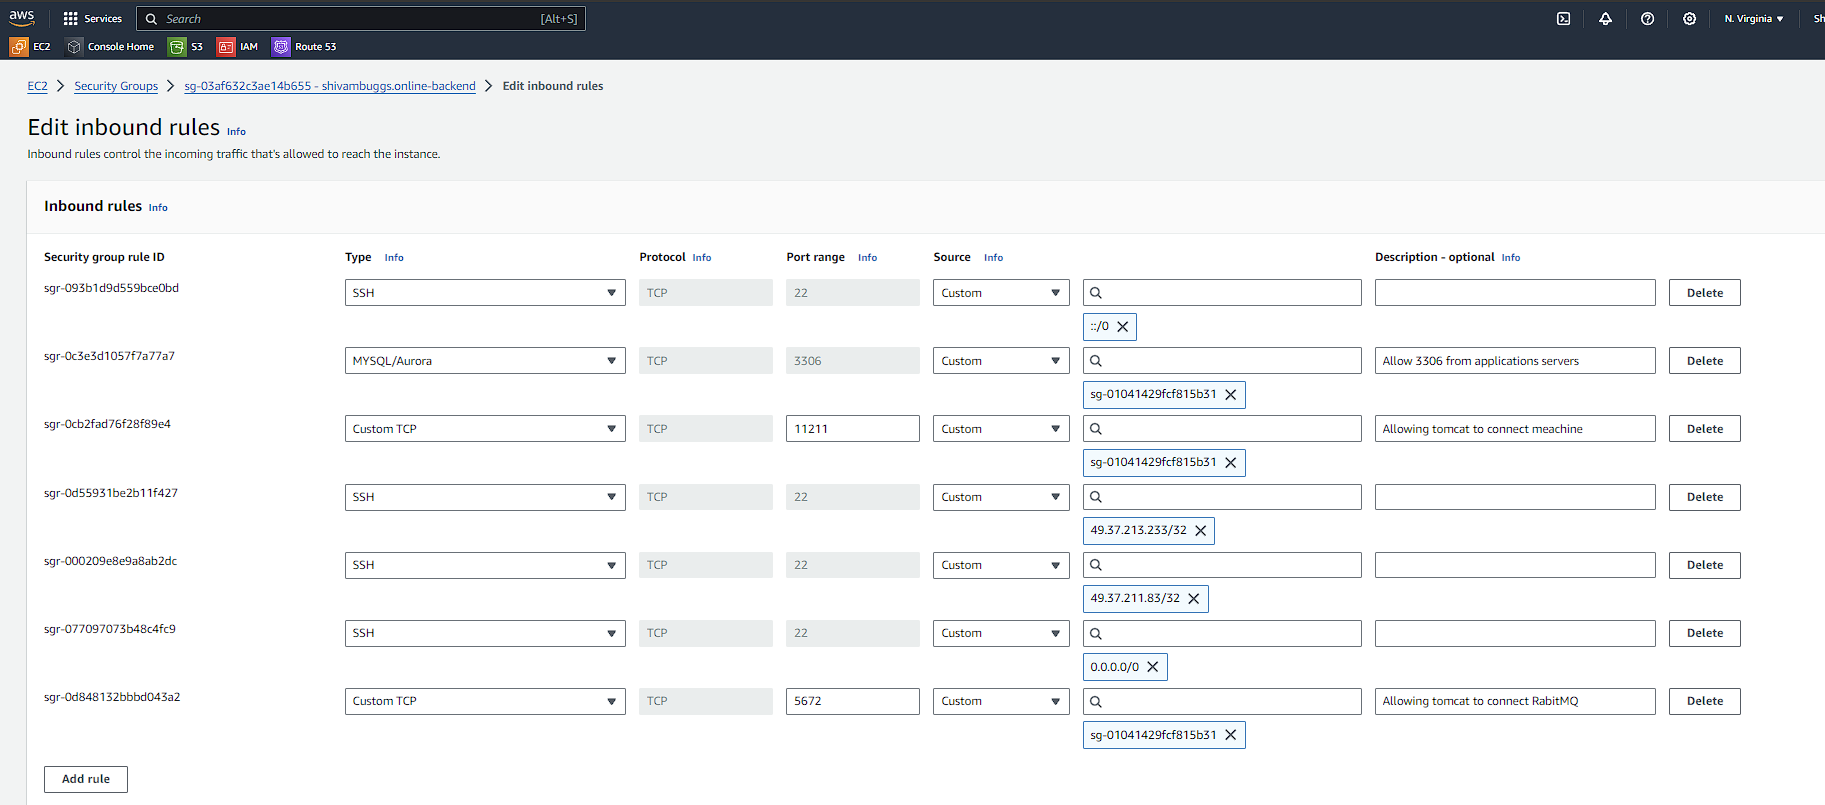 aws Services Search [Alt+S] N. Virginia Sh
EC2 Console Home S3 IAM Route 53
EC2 Security Groups sg-03af632c3ae14b655 - shivambuggs.online-backend Edit inbound rules
Edit inbound rules Info
Inbound rules control the incoming traffic that's allowed to reach the instance.
Inbound rules Info
Security group rule ID Type Info Protocol Info Port range Info Source Info Description - optional Info
sgr-093b1d9d559bce0bd SSH TCP 22 Custom Delete
::/0
sgr-0c3e3d1057f7a77a7 MYSQL/Aurora TCP 3306 Custom Allow 3306 from applications servers Delete
sg-01041429fcf815b31
sgr-0cb2fad76f28f89e4 Custom TCP TCP 11211 Custom Allowing tomcat to connect meachine Delete
sg-01041429fcf815b31
sgr-0d55931be2b11f427 SSH TCP 22 Custom Delete
49.37.213.233/32
sgr-000209e8e9a8ab2dc SSH TCP 22 Custom Delete
49.37.211.83/32
sgr-077097073b48c4fc9 SSH TCP 22 Custom Delete
0.0.0.0/0
sgr-0d848132bbbd043a2 Custom TCP TCP 5672 Custom Allowing tomcat to connect RabitMQ Delete
sg-01041429fcf815b31
Add rule